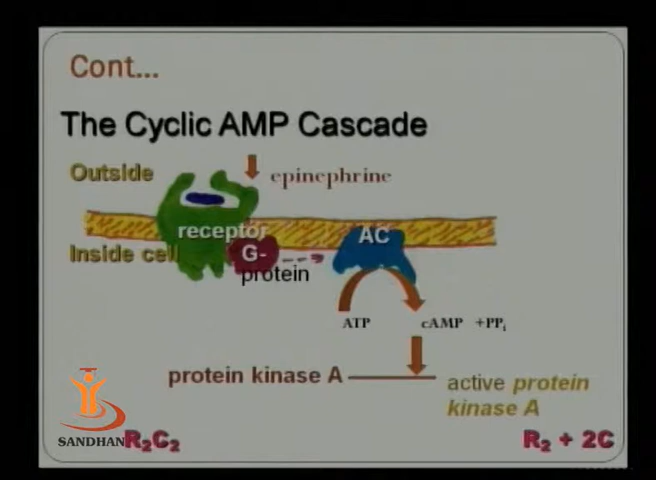 Cont...
The Cyclic AMP Cascade
Outside
epinephrine
receptor
AC
Inside cell
G-
protein
ATP
cAMP +PPi
protein kinase A
active protein
kinase A
SANDHAN
R2C2
R2 + 2C